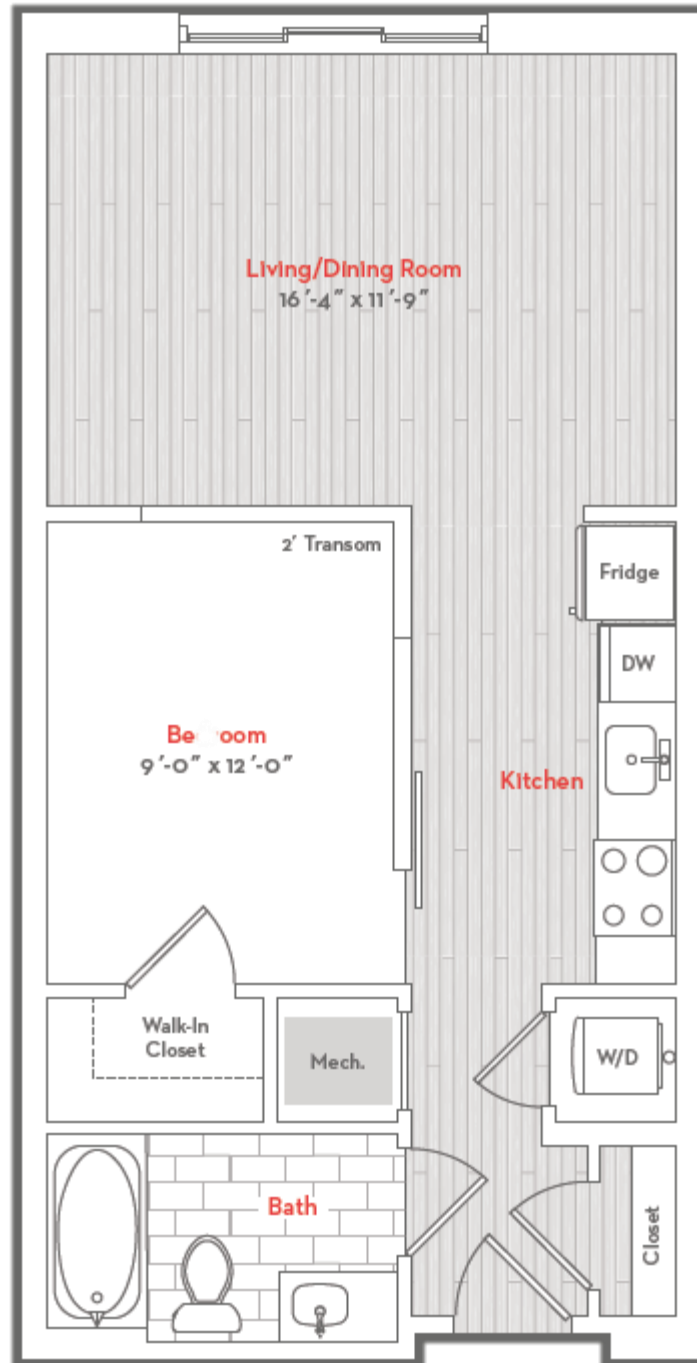 Living/Dining Room
16'-4" x 11'-9"
2' Transom
Fridge
DW
9'-0" x 12'-0"
Kitchen
Walk-In
Closet
Mech.
W/D
Bath
Closet